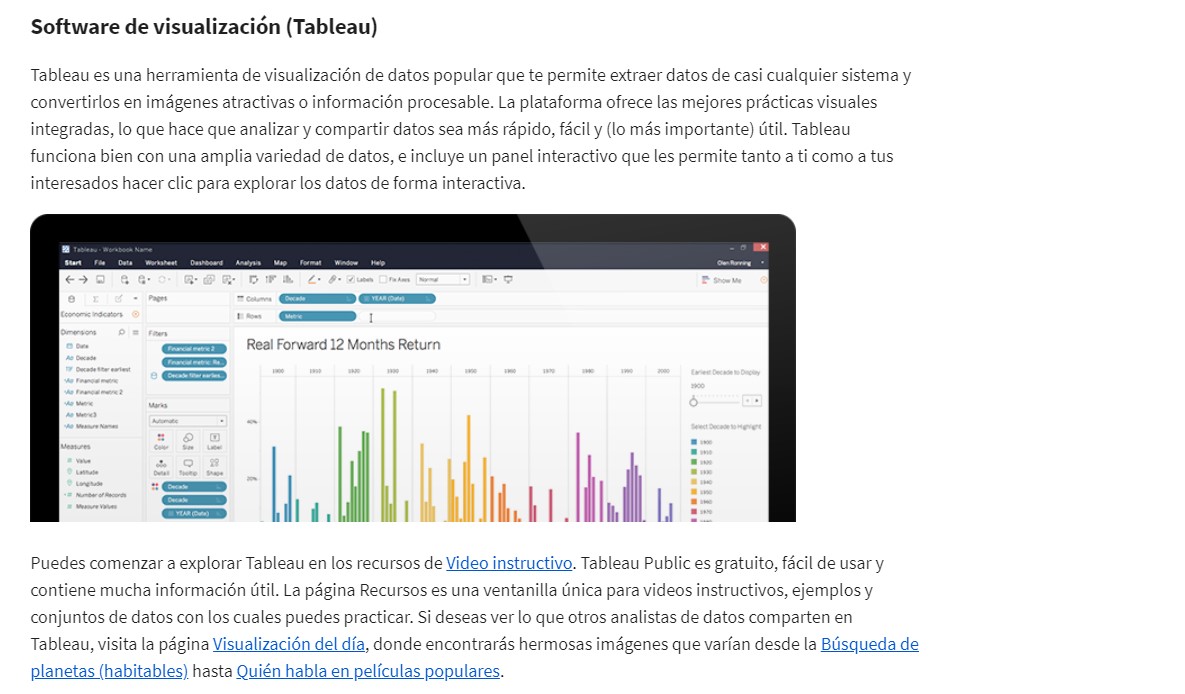 Software de visualización (Tableau)
Tableau es una herramienta de visualización de datos popular que te permite extraer datos de casi cualquier sistema y
convertirlos en imágenes atractivas o información procesable. La plataforma ofrece las mejores prácticas visuales
integradas, lo que hace que analizar y compartir datos sea más rápido, fácil y (lo más importante) útil. Tableau
funciona bien con una amplia variedad de datos, e incluye un panel interactivo que les permite tanto a ti como a tus
interesados hacer clic para explorar los datos de forma interactiva.
Tableau - Workbook Name
Start File Data Worksheet Dashboard Analysis Map Format Window Help
Glen Running
Labels Fix Axes Normal Show Me
Pages
Columns Decade YEAR (Date)
Rows Metric
Economic Indicators
Dimensions
Date
Abc Decade
Decade filter earliest
Financial metric
Financial metric 2
Metric
Metric3
Measure Names
Measures
Value
Latitude
Longitude
Number of Records
Measure Values
Filters
Financial metric 2
Financial metric Re...
Decade filter earlies...
Marks
Automatic
Color Size Label
Detail Tooltip Shape
Decade
Decade
YEAR (Date)
Real Forward 12 Months Return
1900 1910 1920 1930 1940 1950 1960 1970 1980 1990 2000
40%
20%
Earliest Decade to Display
1900
Select Decade to Highlight
1900
1910
1920
1930
1940
1950
1960
1970
Puedes comenzar a explorar Tableau en los recursos de Video instructivo. Tableau Public es gratuito, fácil de usar y
contiene mucha información útil. La página Recursos es una ventanilla única para videos instructivos, ejemplos y
conjuntos de datos con los cuales puedes practicar. Si deseas ver lo que otros analistas de datos comparten en
Tableau, visita la página Visualización del día, donde encontrarás hermosas imágenes que varían desde la Búsqueda de
planetas (habitables) hasta Quién habla en películas populares.